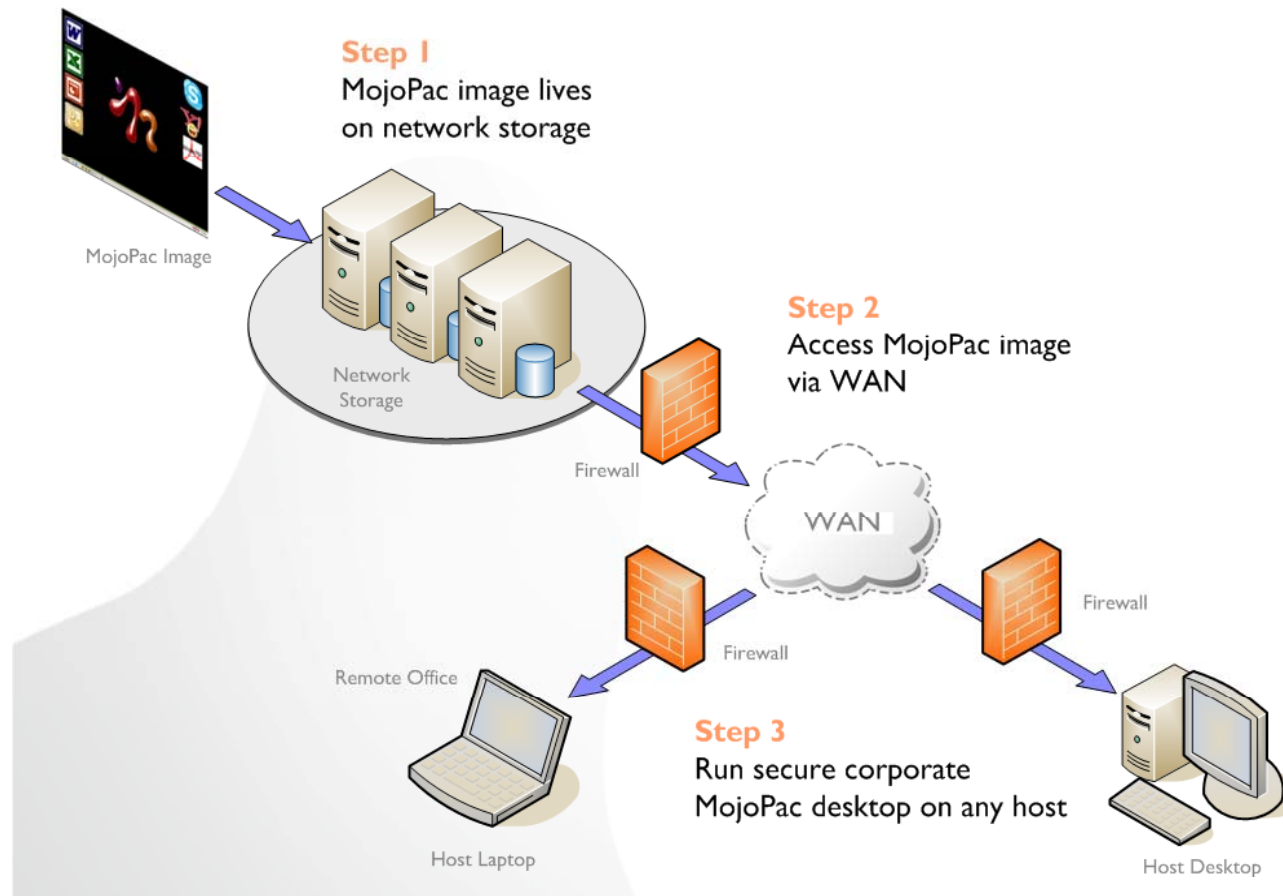 Step 1
MojoPac image lives
on network storage
W
X
P
S
MojoPac Image
Network
Storage
Step 2
Access MojoPac image
via WAN
Firewall
WAN
Firewall
Firewall
Remote Office
Step 3
Run secure corporate
MojoPac desktop on any host
Host Laptop
Host Desktop